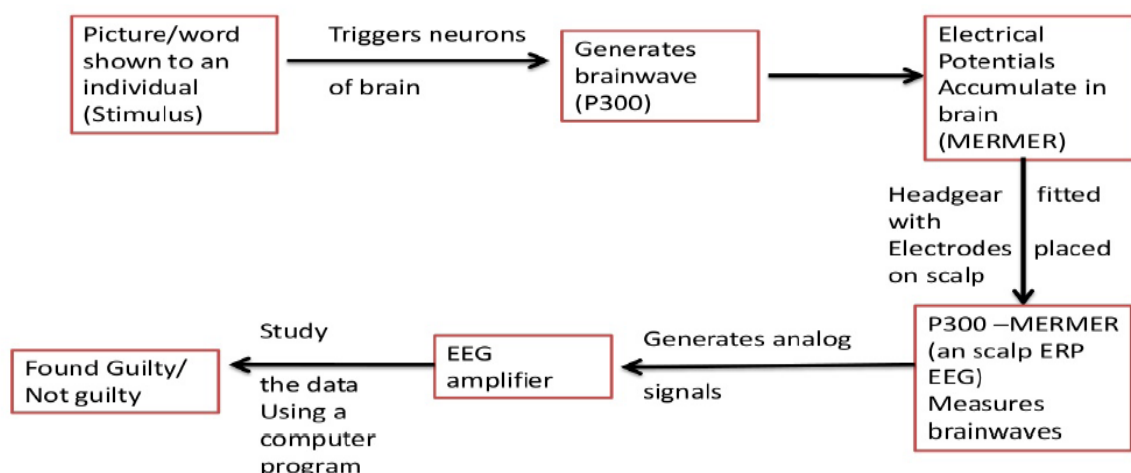 Picture/word
shown to an
individual
(Stimulus)
Triggers neurons
of brain
Generates
brainwave
(P300)
Electrical
Potentials
Accumulate in
brain
(MERMER)
Headgear fitted
with
Electrodes placed
on scalp
P300 –MERMER
(an scalp ERP
EEG)
Measures
brainwaves
Generates analog
signals
EEG
amplifier
Study
the data
Using a
computer
program
Found Guilty/
Not guilty